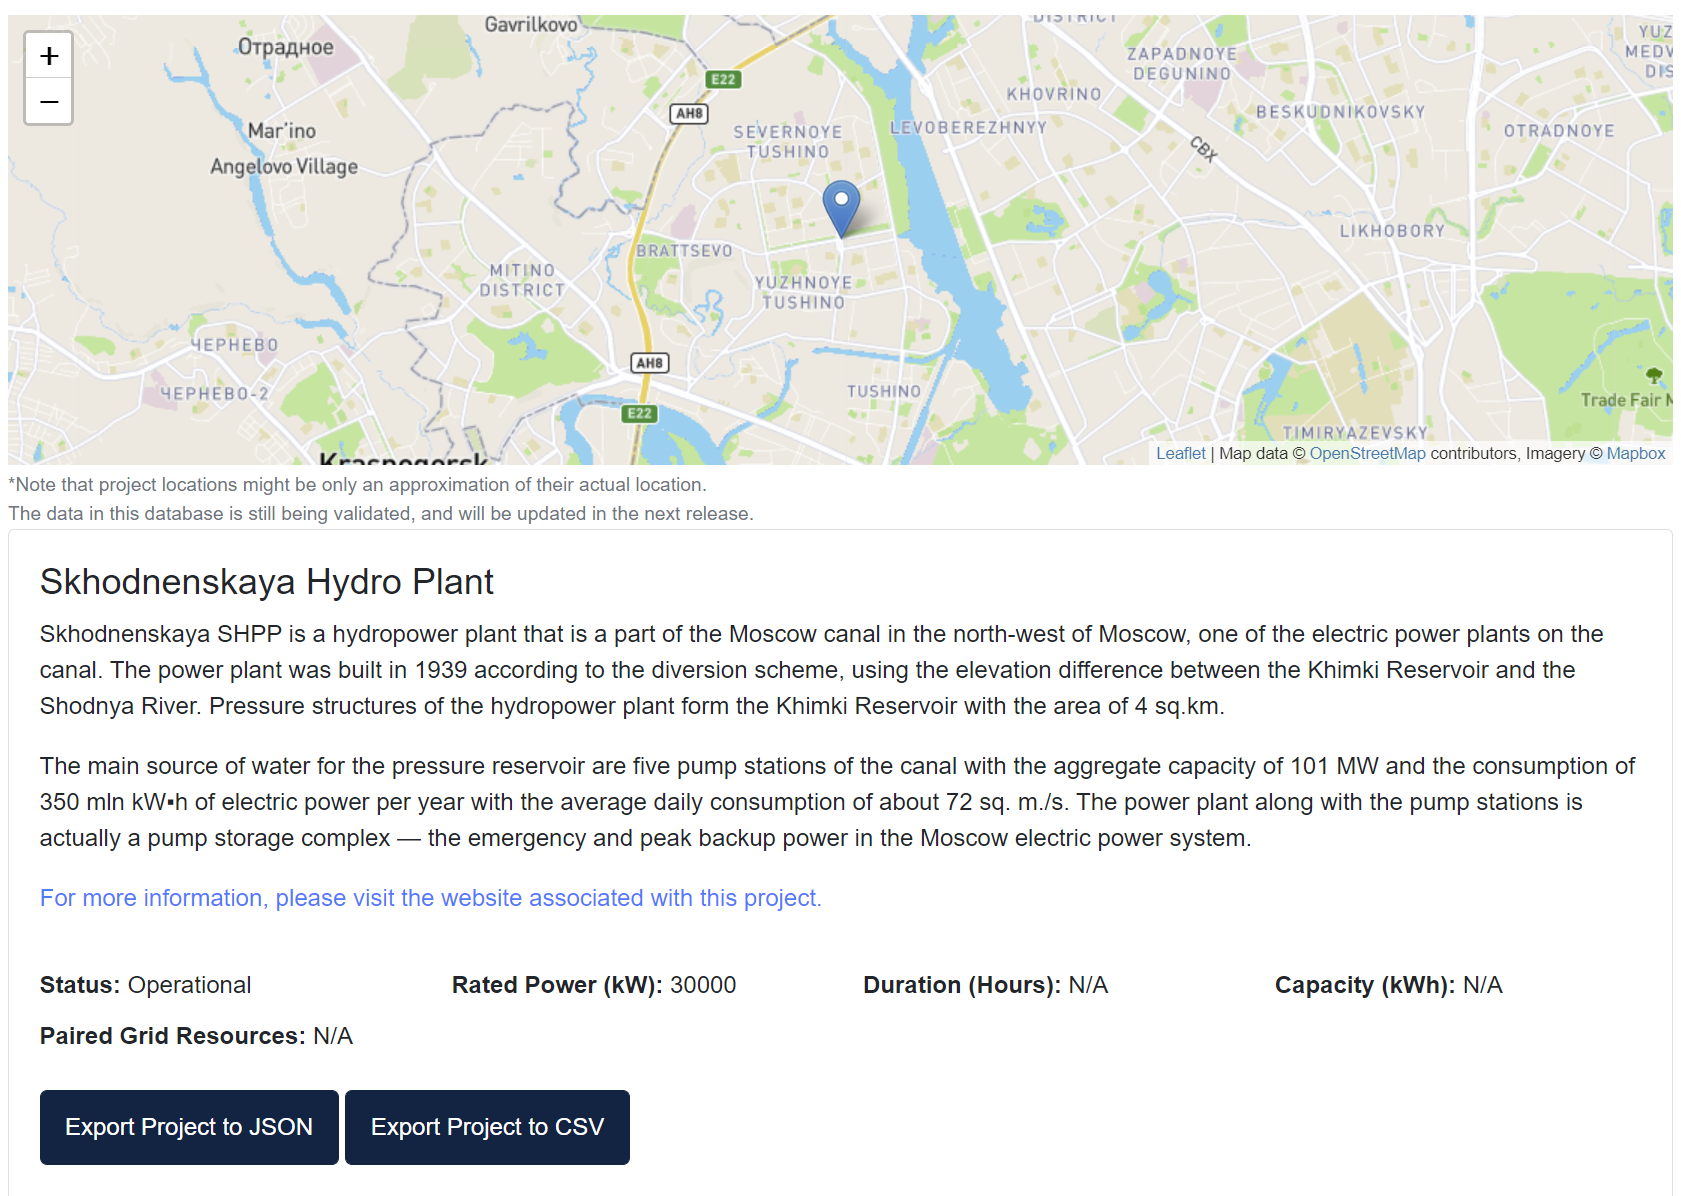 Gavrilkovo
DISTRICT
Отрадное
+
−
E22
AH8
ZAPADNOYE
DEGUNINO
YUZ
MEDV
DIS
KHOVRINO
BESKUDNIKOVSKY
OTRADNOYE
Mar'ino
Angelovo Village
SEVERNOYE
TUSHINO
LEVOBEREZHNYY
СВХ
BRATTSEVO
LIKHOBORY
MITINO
DISTRICT
YUZHNOYE
TUSHINO
ЧЕРНЕВО
AH8
ЧЕРНЕВО-2
TUSHINO
Trade Fair M
E22
TIMIRYAZEVSKY
Krasnogorsk
Leaflet | Map data © OpenStreetMap contributors, Imagery © Mapbox
*Note that project locations might be only an approximation of their actual location.
The data in this database is still being validated, and will be updated in the next release.
Skhodnenskaya Hydro Plant
Skhodnenskaya SHPP is a hydropower plant that is a part of the Moscow canal in the north-west of Moscow, one of the electric power plants on the
canal. The power plant was built in 1939 according to the diversion scheme, using the elevation difference between the Khimki Reservoir and the
Shodnya River. Pressure structures of the hydropower plant form the Khimki Reservoir with the area of 4 sq.km.
The main source of water for the pressure reservoir are five pump stations of the canal with the aggregate capacity of 101 MW and the consumption of
350 mln kW▪h of electric power per year with the average daily consumption of about 72 sq. m./s. The power plant along with the pump stations is
actually a pump storage complex — the emergency and peak backup power in the Moscow electric power system.
For more information, please visit the website associated with this project.
Status: Operational Rated Power (kW): 30000 Duration (Hours): N/A Capacity (kWh): N/A
Paired Grid Resources: N/A
Export Project to JSON Export Project to CSV